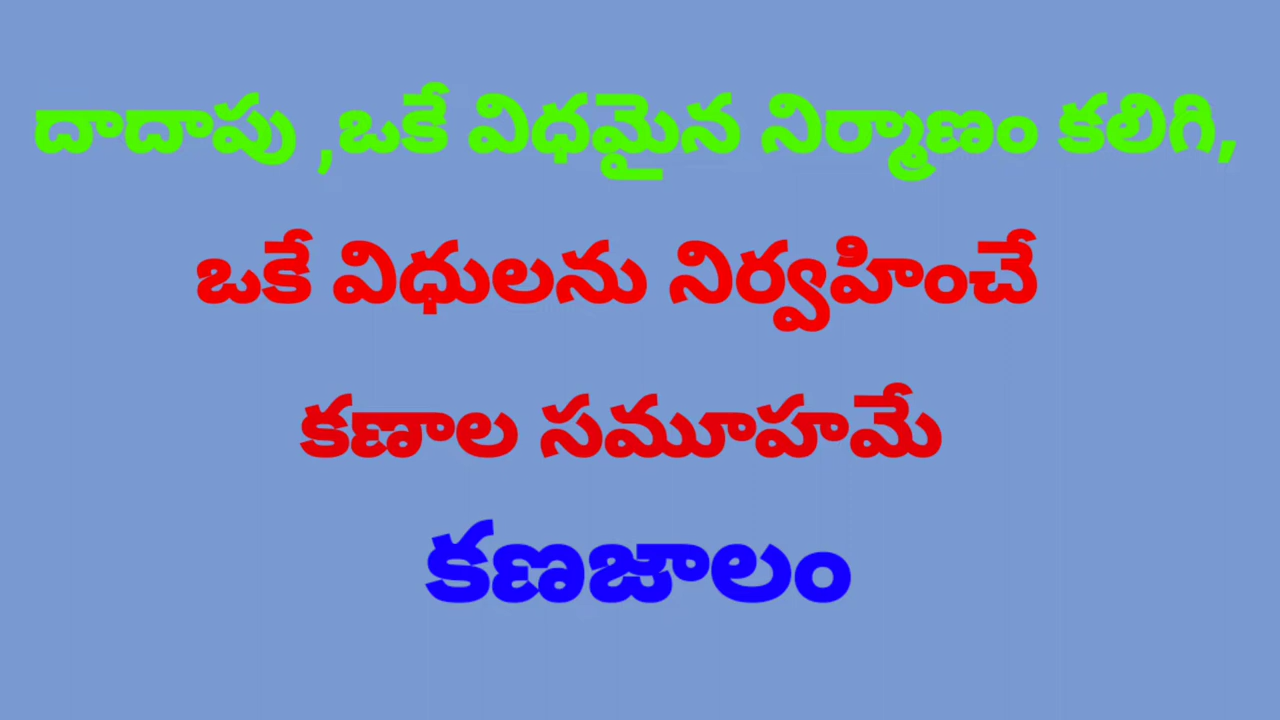 దాదాపు ,ఒకే విధమైన నిర్మాణం కలిగి,
ఒకే విధులను నిర్వహించే
కణాల సమూహమే
కణజాలం